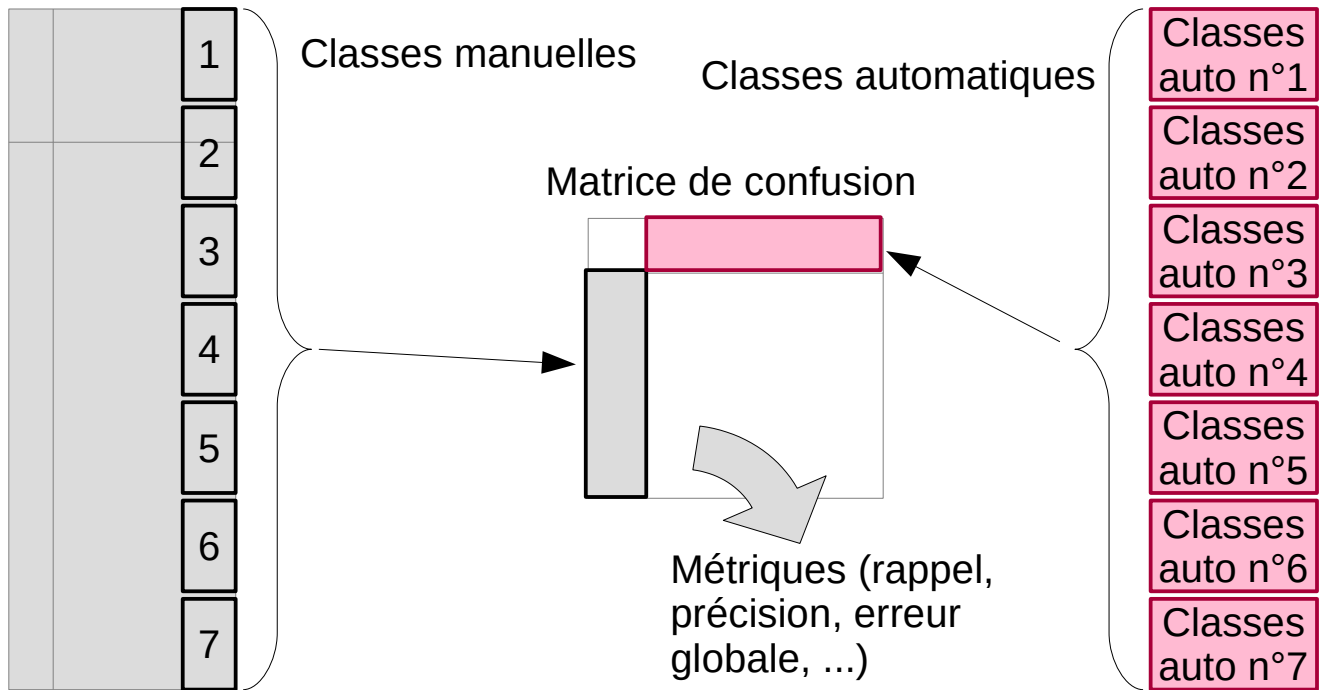 1
2
3
4
5
6
7
Classes manuelles
Classes automatiques
Matrice de confusion
Métriques (rappel,
précision, erreur
globale, ...)
Classes
auto n°1
Classes
auto n°2
Classes
auto n°3
Classes
auto n°4
Classes
auto n°5
Classes
auto n°6
Classes
auto n°7